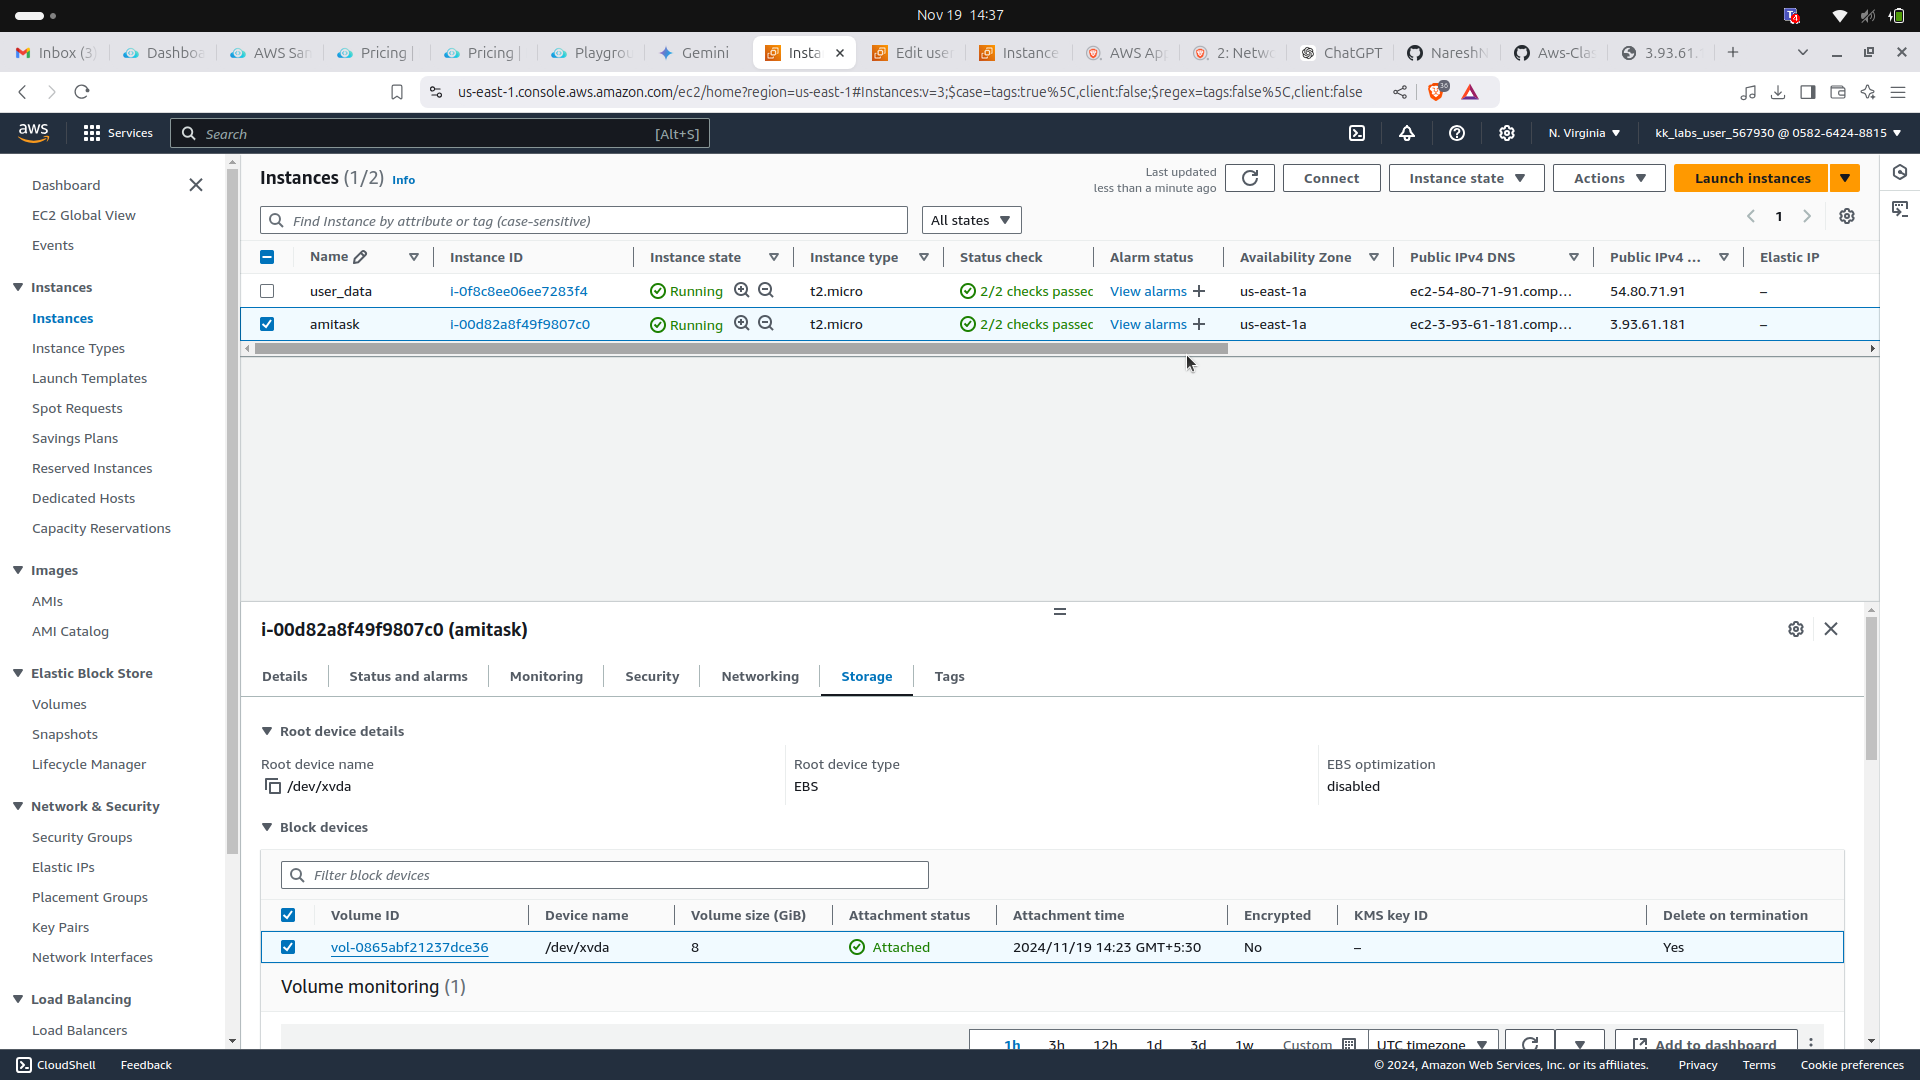 Nov 19 14:37
Inbox (3)
Dashboa
AWS San
Pricing |
Pricing |
Playgrou
Gemini
Insta
Edit use
Instance
AWS App
2: Netwo
ChatGPT
NareshN
Aws-Clas
3.93.61.
us-east-1.console.aws.amazon.com/ec2/home?region=us-east-1#Instances:v=3;$case=tags:true%5C,client:false;$regex=tags:false%5C,client:false
aws Services Search [Alt+S] N. Virginia kk_labs_user_567930 @ 0582-6424-8815
Dashboard
EC2 Global View
Events
Instances
Instances
Instance Types
Launch Templates
Spot Requests
Savings Plans
Reserved Instances
Dedicated Hosts
Capacity Reservations
Images
AMIs
AMI Catalog
Elastic Block Store
Volumes
Snapshots
Lifecycle Manager
Network & Security
Security Groups
Elastic IPs
Placement Groups
Key Pairs
Network Interfaces
Load Balancing
Load Balancers
Instances (1/2) Info
Last updated
less than a minute ago
Connect Instance state Actions Launch instances
Find Instance by attribute or tag (case-sensitive) All states 1
Name Instance ID Instance state Instance type Status check Alarm status Availability Zone Public IPv4 DNS Public IPv4 ... Elastic IP
user_data i-0f8c8ee06ee7283f4 Running t2.micro 2/2 checks passec View alarms + us-east-1a ec2-54-80-71-91.comp... 54.80.71.91 –
amitask i-00d82a8f49f9807c0 Running t2.micro 2/2 checks passec View alarms + us-east-1a ec2-3-93-61-181.comp... 3.93.61.181 –
i-00d82a8f49f9807c0 (amitask)
Details Status and alarms Monitoring Security Networking Storage Tags
Root device details
Root device name Root device type EBS optimization
/dev/xvda EBS disabled
Block devices
Filter block devices
Volume ID Device name Volume size (GiB) Attachment status Attachment time Encrypted KMS key ID Delete on termination
vol-0865abf21237dce36 /dev/xvda 8 Attached 2024/11/19 14:23 GMT+5:30 No – Yes
Volume monitoring (1)
1h 3h 12h 1d 3d 1w Custom UTC timezone Add to dashboard
CloudShell Feedback © 2024, Amazon Web Services, Inc. or its affiliates. Privacy Terms Cookie preferences